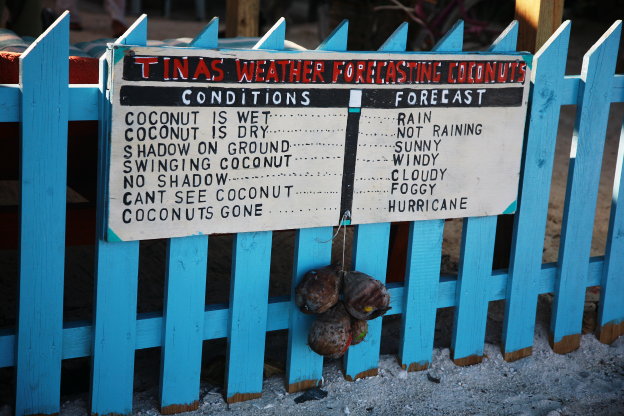 TINAS WEATHER FORECASTING COCONUTS
CONDITIONS FORECAST
COCONUT IS WET RAIN
COCONUT IS DRY NOT RAINING
SHADOW ON GROUND SUNNY
SWINGING COCONUT WINDY
NO SHADOW CLOUDY
CANT SEE COCONUT FOGGY
COCONUTS GONE HURRICANE